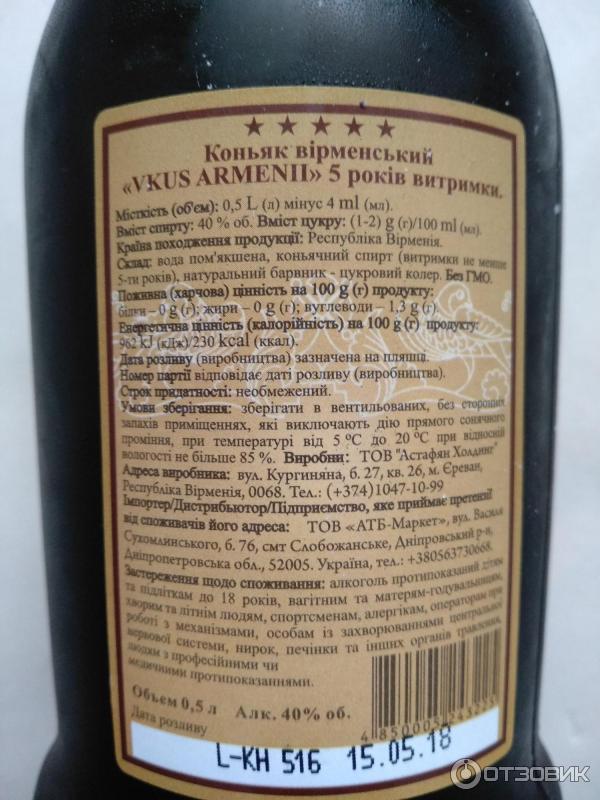 Коньяк вірменський
«VKUS ARMENII» 5 років витримки.
Місткість (об'єм): 0,5 L (л) мінус 4 ml (мл).
Вміст спирту: 40 % об. Вміст цукру: (1-2) g (г)/100 ml (мл).
Країна походження продукції: Республіка Вірменія.
Склад: вода пом'якшена, коньячний спирт (витримки не менше
5-ти років), натуральний барвник - цукровий колер. Без ГМО.
Поживна (харчова) цінність на 100 g (г) продукту:
білки – 0 g (г); жири – 0 g (г); вуглеводи – 1,3 g (г).
Енергетична цінність (калорійність) на 100 g (г) продукту:
962 kJ (кДж)/230 kcal (ккал).
Дата розливу (виробництва) зазначена на пляшці.
Номер партії відповідає даті розливу (виробництва).
Строк придатності: необмежений.
Умови зберігання: зберігати в вентильованих, без сторонніх
запахів приміщеннях, які виключають дію прямого сонячного
проміння, при температурі від 5 ºC до 20 ºC при відносній
вологості не більше 85 %. Виробник: ТОВ "Астафян Холдинг"
Адреса виробника: вул. Кургиняна, б. 27, кв. 26, м. Єреван,
Республіка Вірменія, 0068. Тел.: (+374)1047-10-99
Імпортер/Дистрибьютор/Підприємство, яке приймає претензії
від споживачів його адреса: ТОВ «АТБ-Маркет», вул. Василя
Сухомлинського, б. 76, смт Слобожанське, Дніпровський р-н,
Дніпропетровська обл., 52005. Україна, тел.: +380563730668.
Застереження щодо споживання: алкоголь протипоказаний дітям
та підліткам до 18 років, вагітним та матерям-годувальницям,
хворим та літнім людям, спортсменам, алергікам, операторам при
роботі з механізмами, особам із захворюваннями центральної
нервової системи, нирок, печінки та інших органів травлення,
людям з професійними чи
медичними протипоказаннями.
Объем 0,5 л Алк. 40% об.
Дата розливу
L-КН 516 15.05.18
ОТЗОВИК